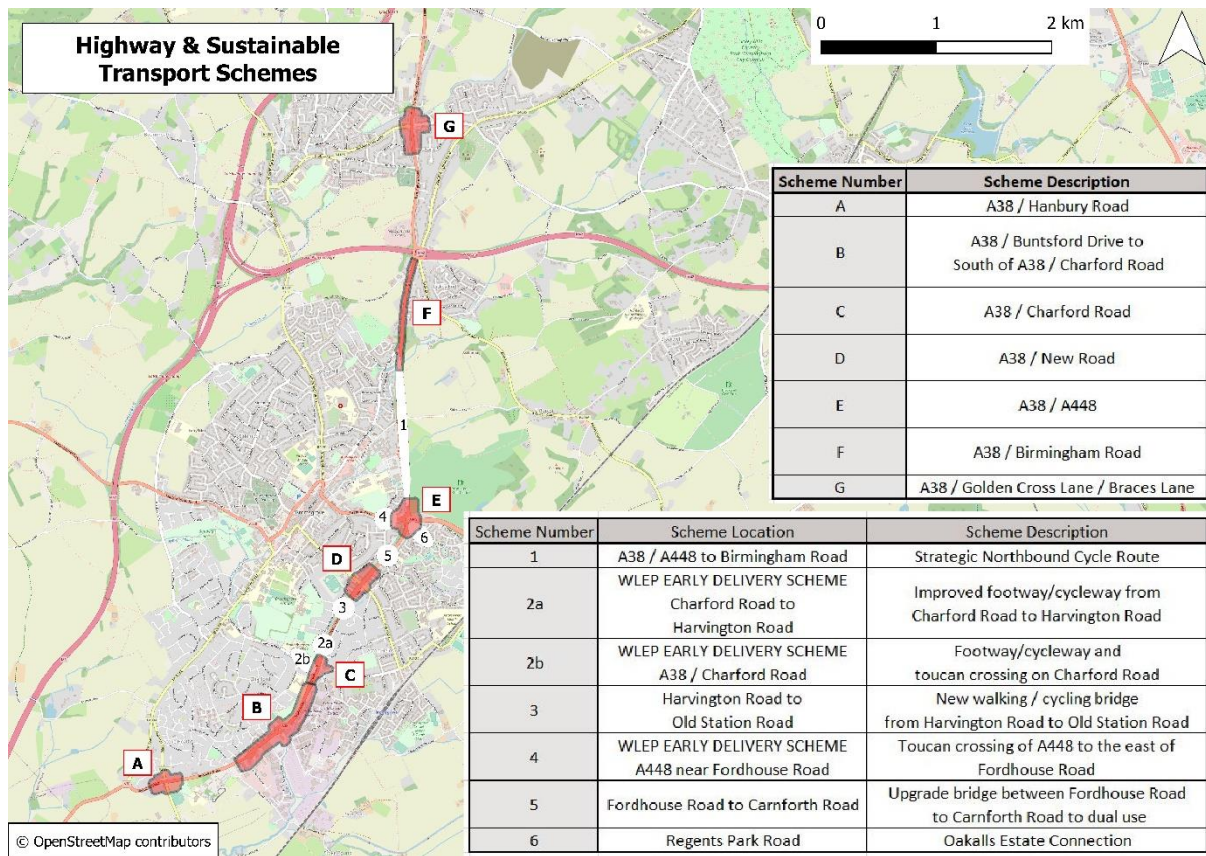 Highway & Sustainable
Transport Schemes
0 1 2 km
G
F
1
E
4
6
5
D
3
2a
2b
C
B
A
Scheme Number Scheme Description
A A38 / Hanbury Road
B A38 / Buntsford Drive to
South of A38 / Charford Road
C A38 / Charford Road
D A38 / New Road
E A38 / A448
F A38 / Birmingham Road
G A38 / Golden Cross Lane / Braces Lane
Scheme Number Scheme Location Scheme Description
1 A38 / A448 to Birmingham Road Strategic Northbound Cycle Route
2a WLEP EARLY DELIVERY SCHEME
Charford Road to
Harvington Road
Improved footway/cycleway from
Charford Road to Harvington Road
2b WLEP EARLY DELIVERY SCHEME
A38 / Charford Road
Footway/cycleway and
toucan crossing on Charford Road
3 Harvington Road to
Old Station Road
New walking / cycling bridge
from Harvington Road to Old Station Road
4 WLEP EARLY DELIVERY SCHEME
A448 near Fordhouse Road
Toucan crossing of A448 to the east of
Fordhouse Road
5 Fordhouse Road to Carnforth Road
Upgrade bridge between Fordhouse Road
to Carnforth Road to dual use
6 Regents Park Road Oakalls Estate Connection
© OpenStreetMap contributors